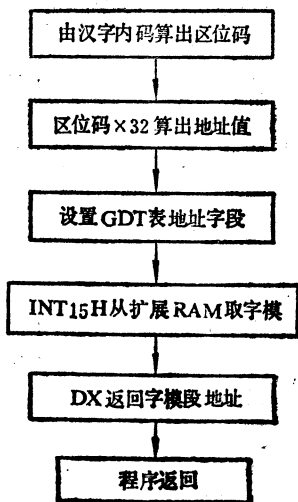 由汉字内码算出区位码
区位码×32算出地址值
设置GDT表地址字段
INT15H从扩展RAM取字模
DX返回字模段地址
程序返回